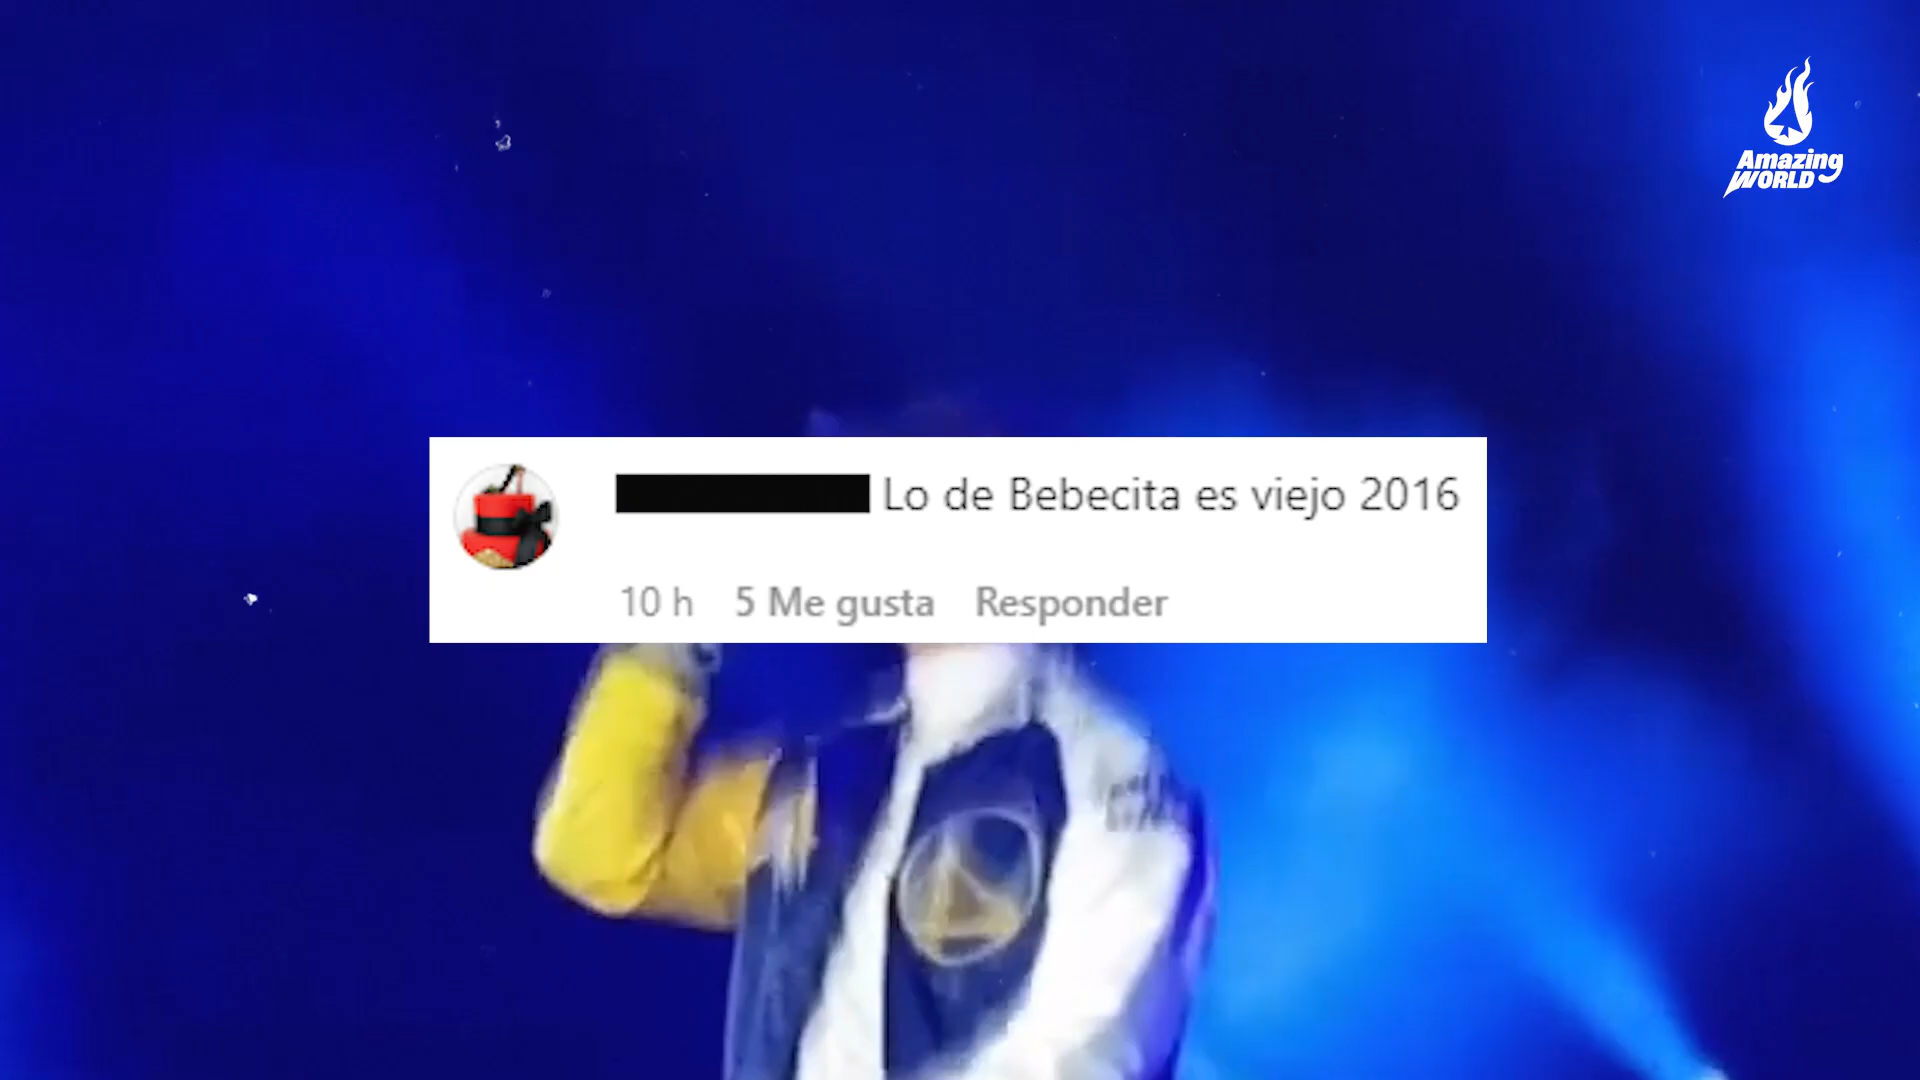 Amazing
WORLD
Lo de Bebecita es viejo 2016
10 h 5 Me gusta Responder